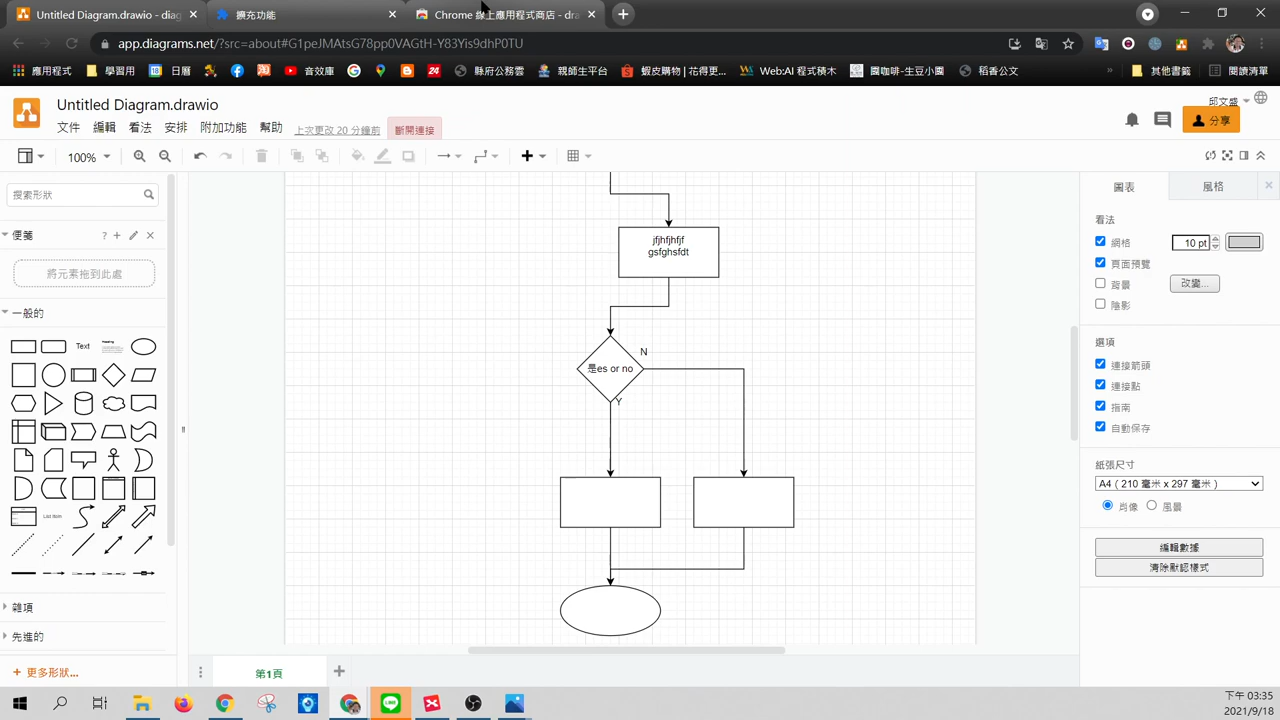 Untitled Diagram.drawio - diag
擴充功能
Chrome 線上應用程式商店 - dra
app.diagrams.net/?src=about#G1peJMAtsG78pp0VAGtH-Y83Yis9dhP0TU
應用程式
學習用
日曆
音效庫
縣府公務雲
親師生平台
蝦皮購物 | 花得更...
Web:AI 程式積木
國咖啡-生豆小園
稻香公文
»
其他書籤
閱讀清單
Untitled Diagram.drawio
邱文盛
文件
編輯
看法
安排
附加功能
幫助
上次更改 20 分鐘前
斷開連接
分享
100%
搜索形狀
便箋
將元素拖到此處
一般的
Text
List Item
雜項
先進的
+ 更多形狀...
jfjhfjhfjf
gsfghsfdt
N
是es or no
Y
第1頁
圖表
風格
看法
網格
10 pt
頁面預覽
背景
改變...
陰影
選項
連接箭頭
連接點
指南
自動保存
紙張尺寸
A4 ( 210 毫米 x 297 毫米 )
肖像
風景
編輯數據
清除默認樣式
LINE
下午 03:35
2021/9/18